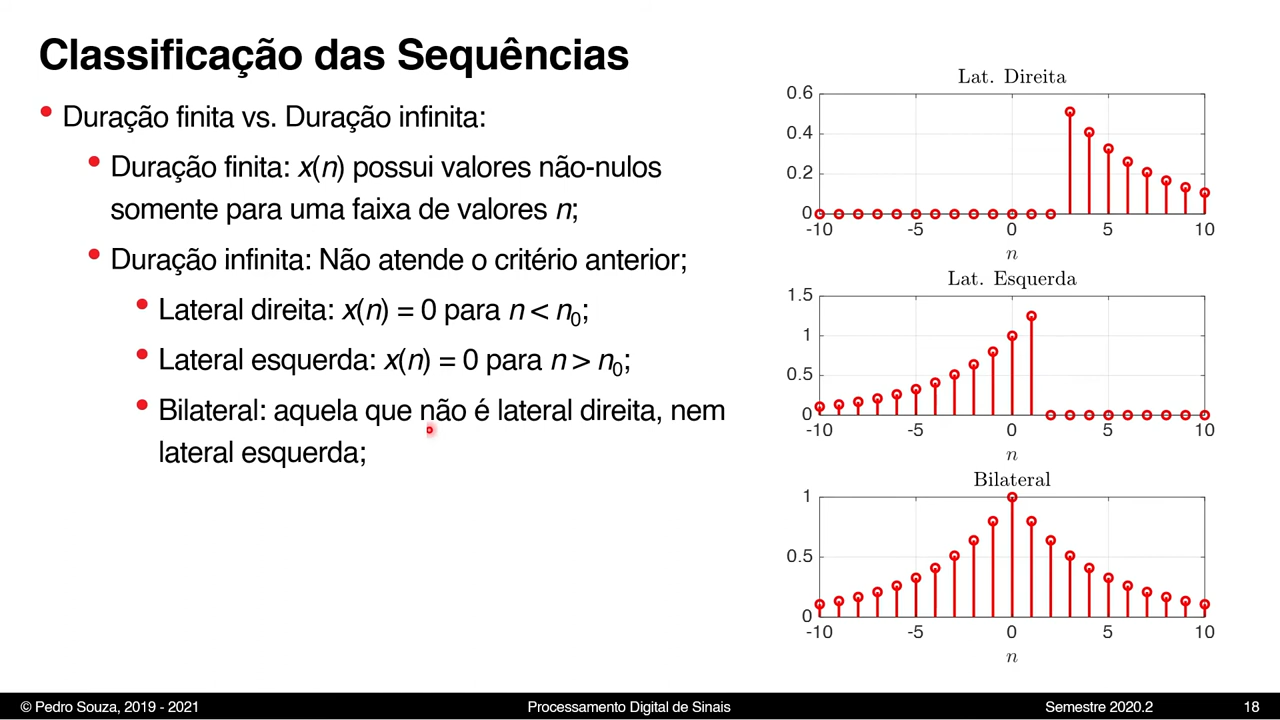 Classificação das Sequências
• Duração finita vs. Duração infinita:
• Duração finita: x(n) possui valores não-nulos
somente para uma faixa de valores n;
• Duração infinita: Não atende o critério anterior;
• Lateral direita: x(n) = 0 para n < n₀;
• Lateral esquerda: x(n) = 0 para n > n₀;
• Bilateral: aquela que não é lateral direita, nem
lateral esquerda;
Lat. Direita
0.6
0.4
0.2
0
-10 -5 0 5 10
n
Lat. Esquerda
1.5
1
0.5
0
-10 -5 0 5 10
n
Bilateral
1
0.5
0
-10 -5 0 5 10
n
© Pedro Souza, 2019 - 2021 Processamento Digital de Sinais Semestre 2020.2 18